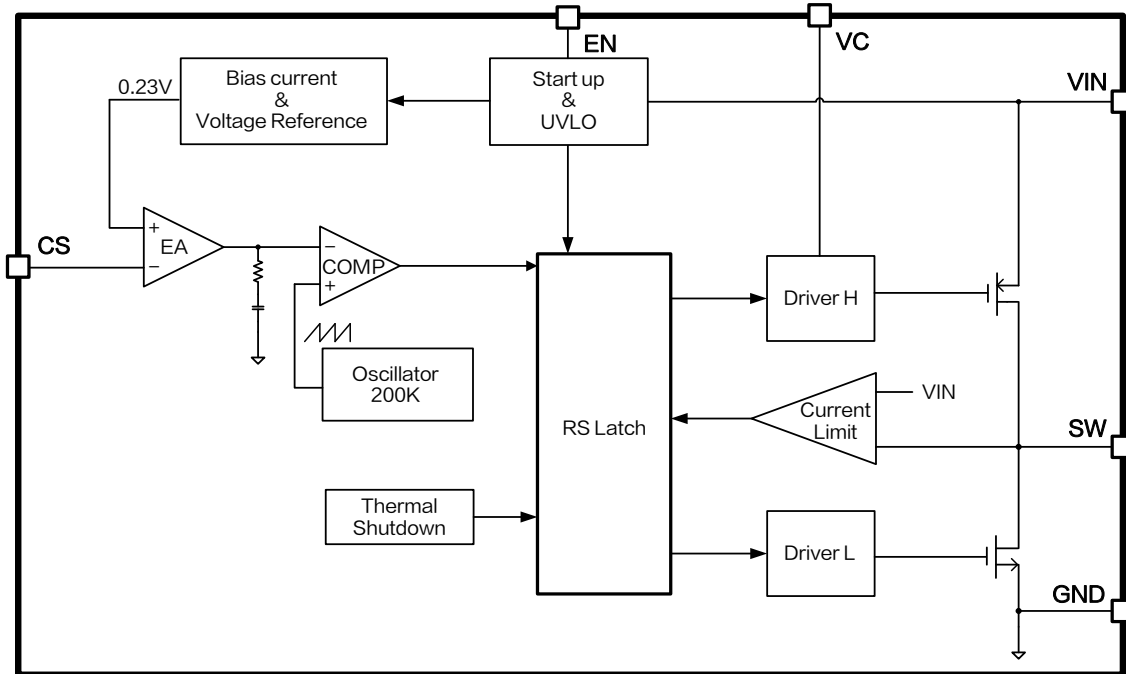 EN
VC
0.23V
Bias current
&
Voltage Reference
Start up
&
UVLO
VIN
CS
+
EA
−
−
COMP
+
Driver H
Oscillator
200K
RS Latch
Current
Limit
VIN
SW
Thermal
Shutdown
Driver L
GND